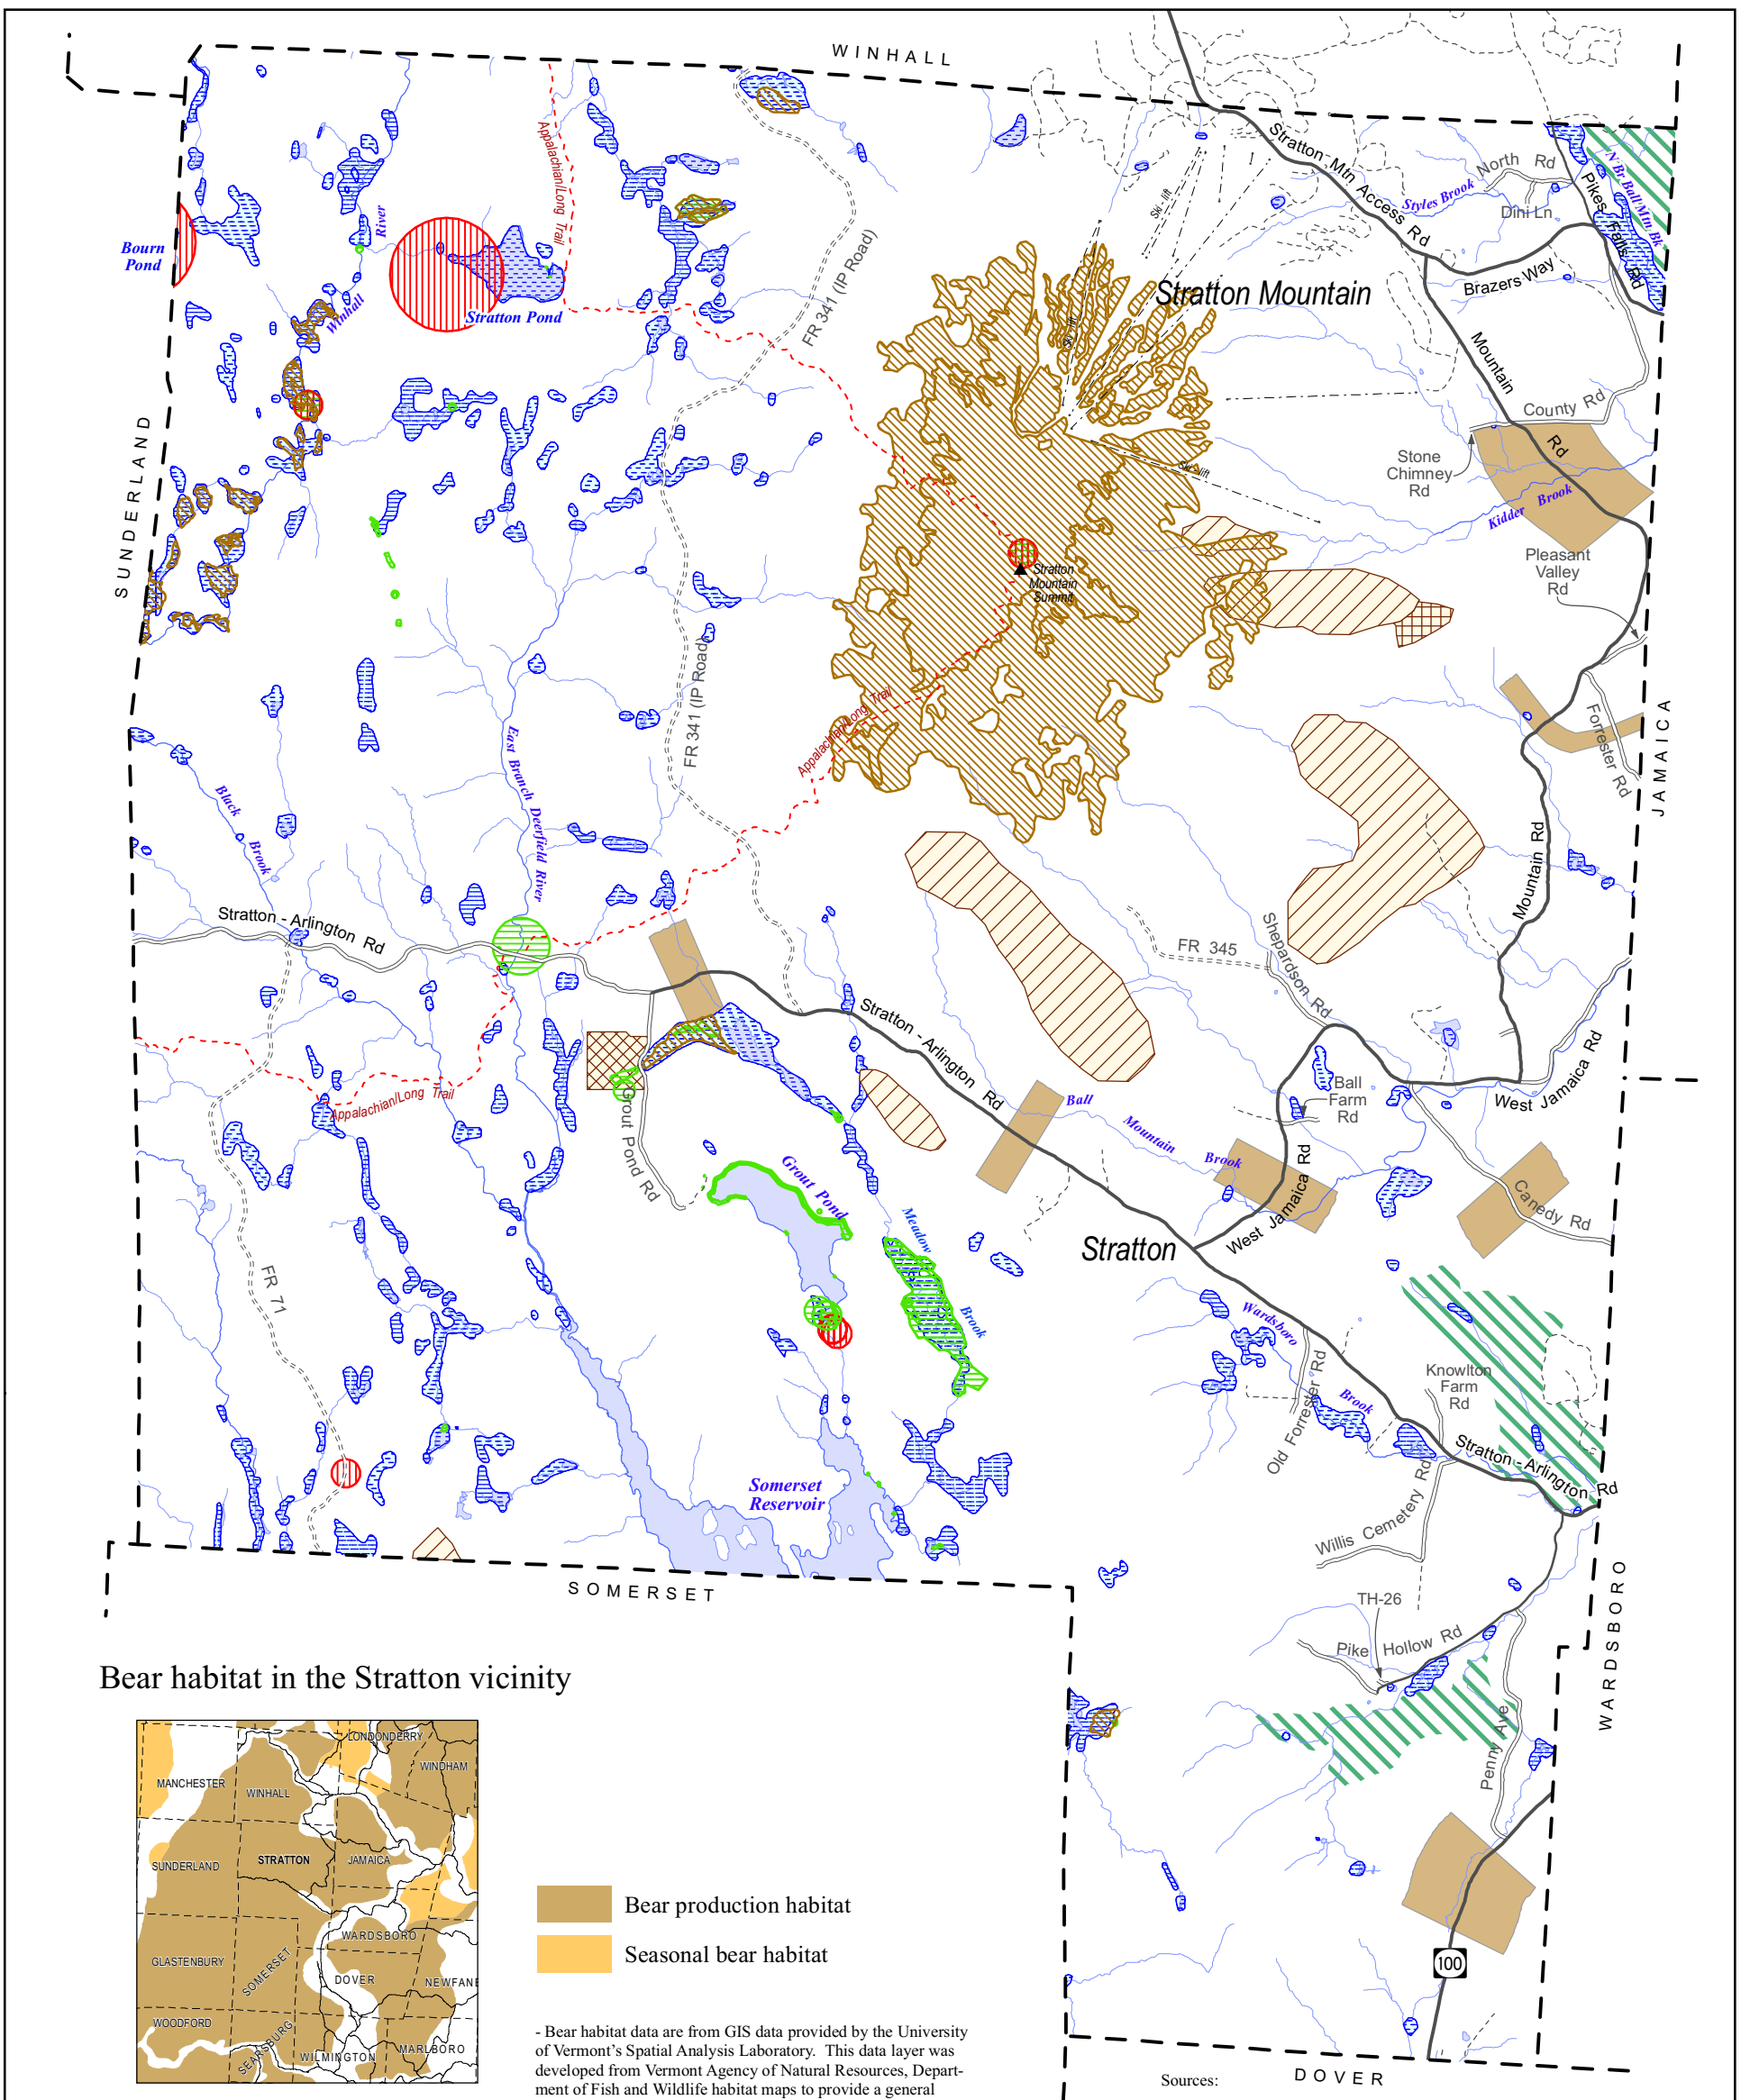 WINHALL
SUNDERLAND
JAMAICA
WARDSBORO
SOMERSET
DOVER
Appalachian/Long Trail
River
Winhall
Bourn
Pond
Stratton Pond
FR 341 (IP Road)
Ski-lift
Ski-lift
Ski-lift
Stratton Mountain
Stratton Mtn Access Rd
Styles Brook
North Rd
Dini Ln
Pikes Falls Rd
N Br Ball Mtn Bk
Brazers Way
Mountain Rd
County Rd
Stone
Chimney
Rd
Kidder Brook
Pleasant
Valley
Rd
Stratton
Mountain
Summit
Forrester Rd
Mountain Rd
FR 341 (IP Road)
Appalachian/Long Trail
East Branch Deerfield River
Black Brook
Stratton - Arlington Rd
FR 345
Shepardson Rd
Stratton - Arlington Rd
West Jamaica Rd
Ball
Farm
Rd
Ball Mountain Brook
Appalachian/Long Trail
Grout Pond Rd
Grout Pond
West Jamaica Rd
Canedy Rd
Stratton
Meadow Brook
FR 71
Wardsboro Brook
Old Forrester Rd
Knowlton
Farm
Rd
Stratton - Arlington Rd
Somerset
Reservoir
Willis Cemetery Rd
TH-26
Pike Hollow Rd
Penny Ave
100
Bear habitat in the Stratton vicinity
LONDONDERRY
WINDHAM
MANCHESTER
WINHALL
SUNDERLAND
STRATTON
JAMAICA
WARDSBORO
GLASTENBURY
SOMERSET
DOVER
NEWFANE
WOODFORD
SEARSBURG
WILMINGTON
MARLBORO
Bear production habitat
Seasonal bear habitat
- Bear habitat data are from GIS data provided by the University
of Vermont's Spatial Analysis Laboratory. This data layer was
developed from Vermont Agency of Natural Resources, Depart-
ment of Fish and Wildlife habitat maps to provide a general
Sources: